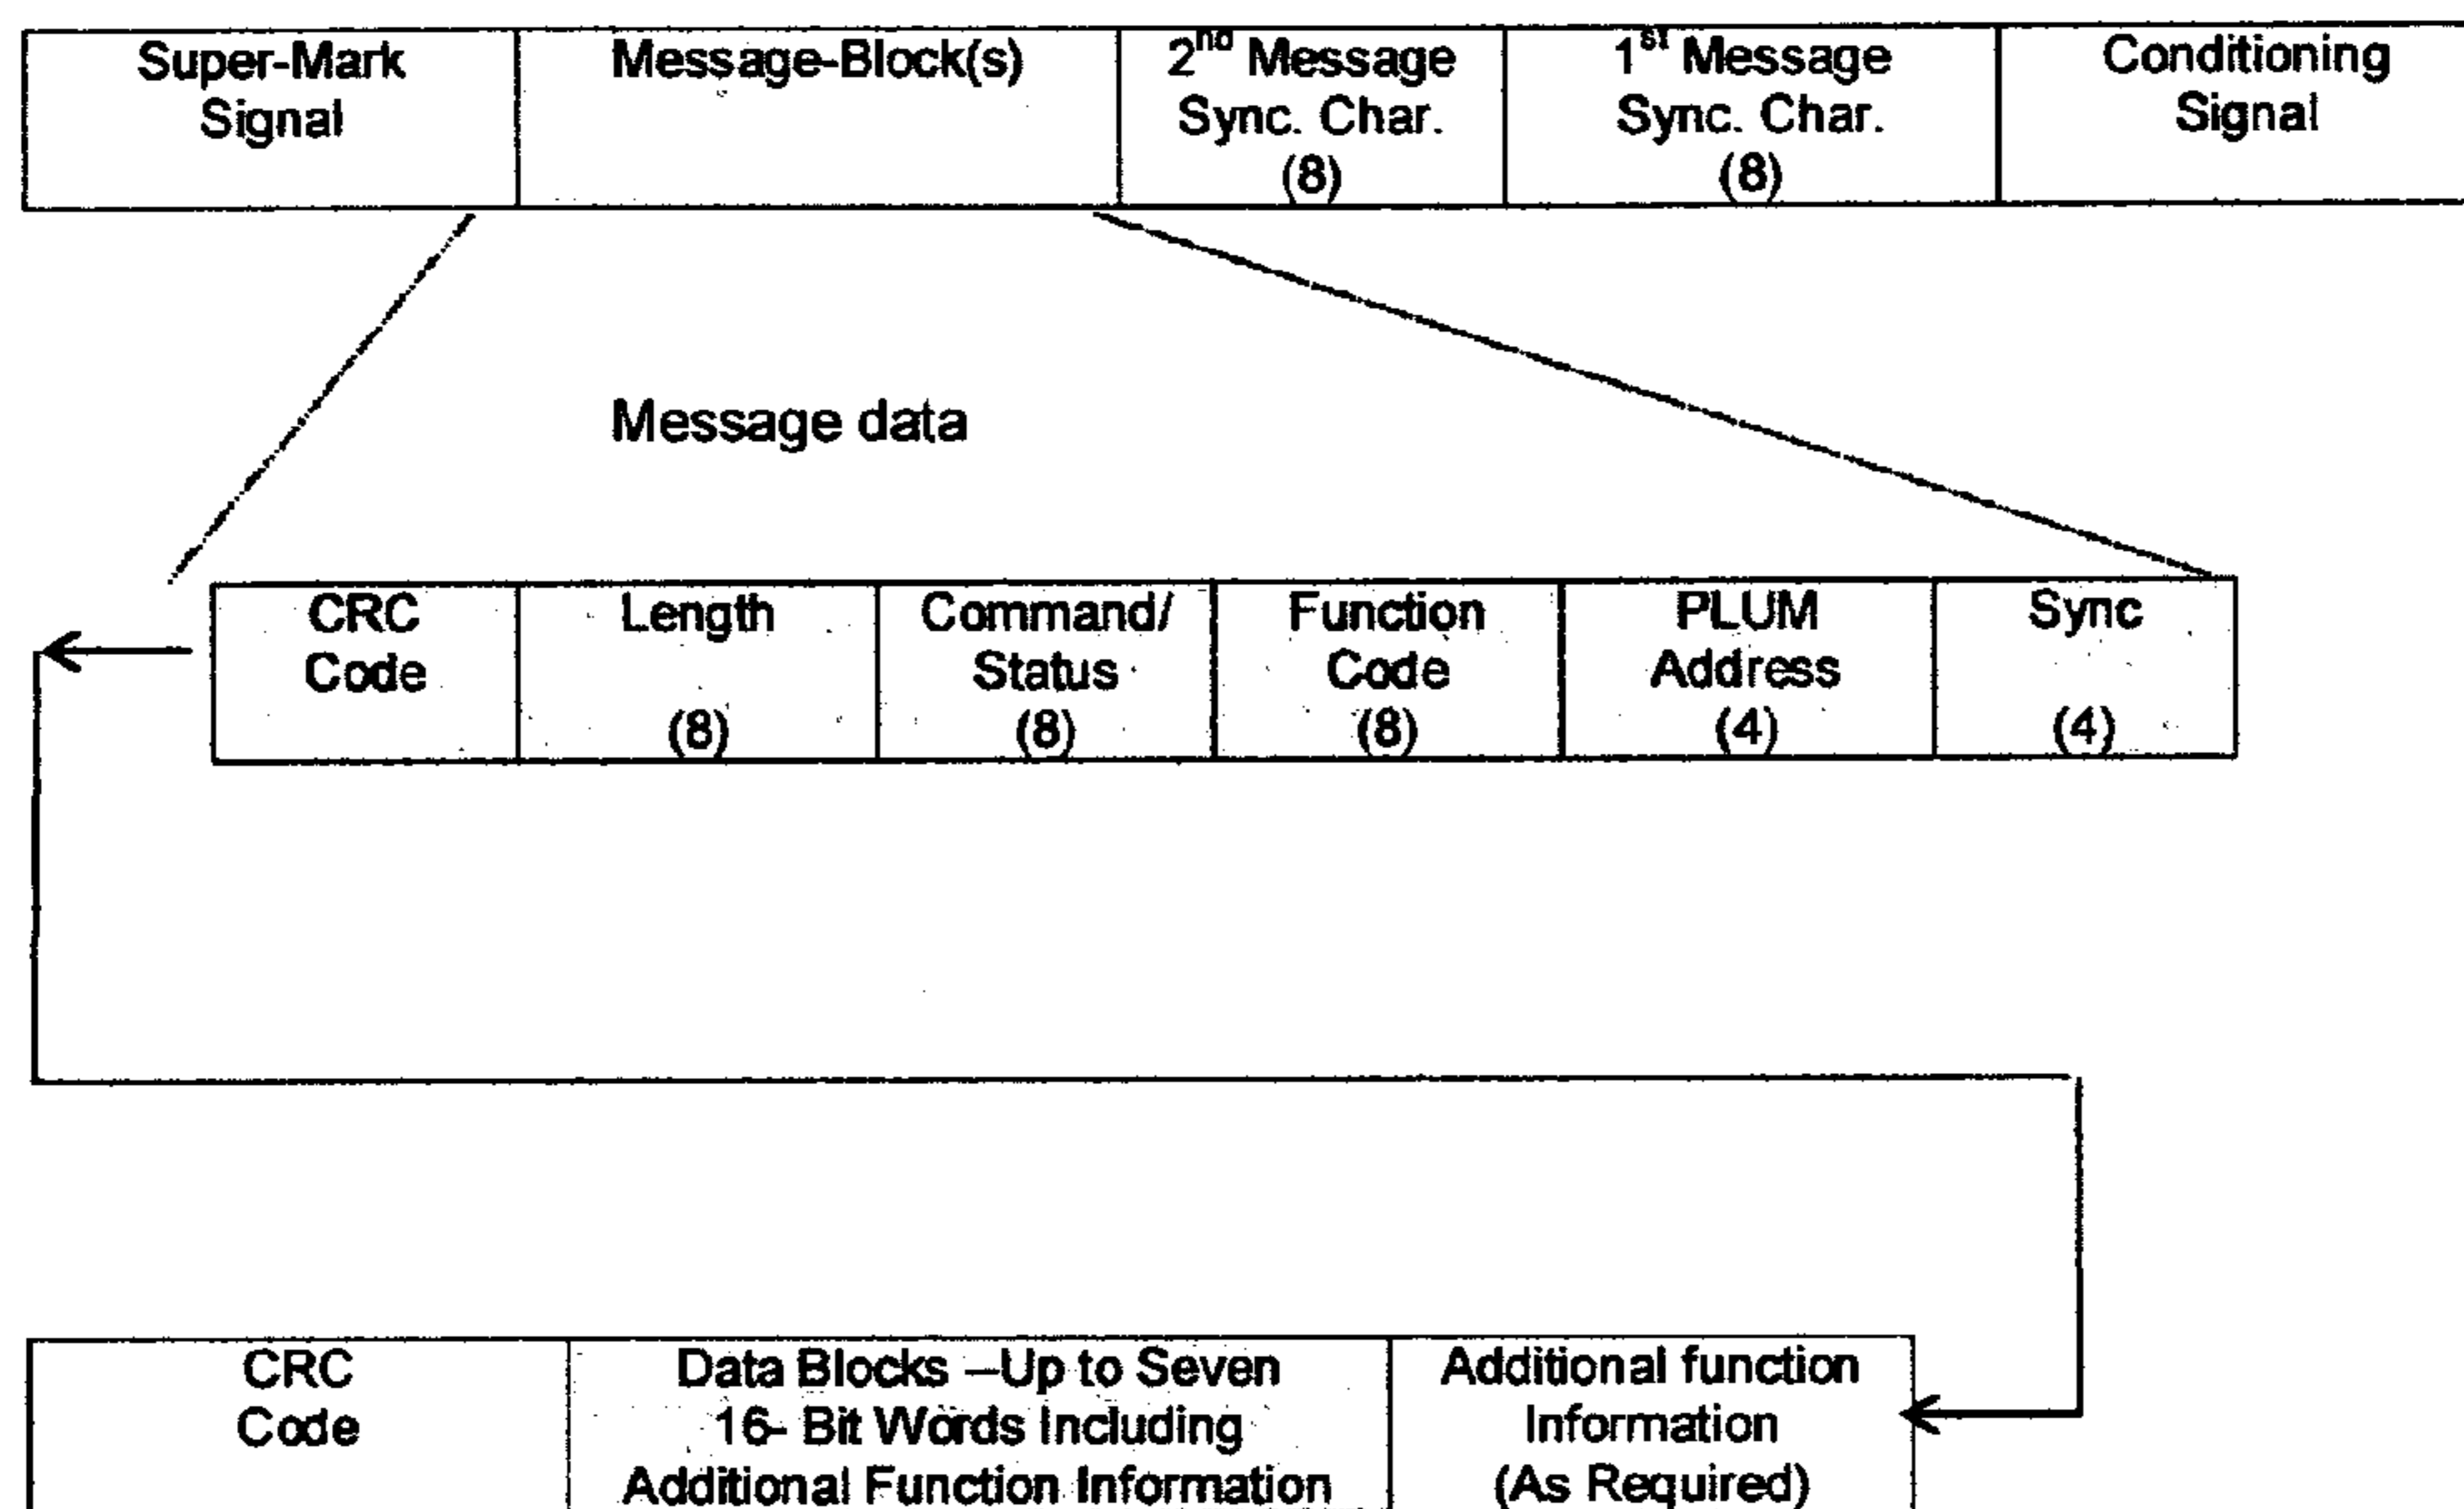 Super-Mark
Signal
Message-Block(s)
2nd Message
Sync. Char.
(8)
1st Message
Sync. Char.
(8)
Conditioning
Signal
Message data
CRC
Code
Length
(8)
Command/
Status
(8)
Function
Code
(8)
PLUM
Address
(4)
Sync
(4)
CRC
Code
Data Blocks –Up to Seven
16- Bit Words Including
Additional Function Information
Additional function
Information
(As Required)